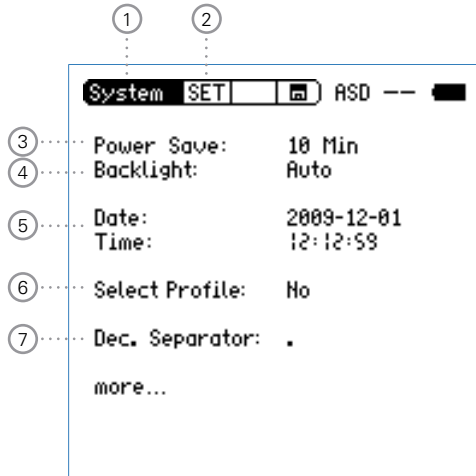 1 2
System SET ASD --
3 Power Save: 10 Min
4 Backlight: Auto
5 Date: 2009-12-01
Time: 12:12:59
6 Select Profile: No
7 Dec. Separator: .
more...